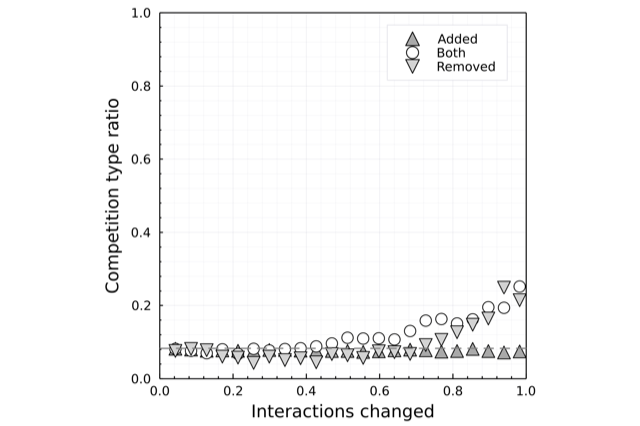 1.0
Added
Both
Removed
0.8
0.6
0.4
0.2
0.0
0.0 0.2 0.4 0.6 0.8 1.0
Competition type ratio
Interactions changed